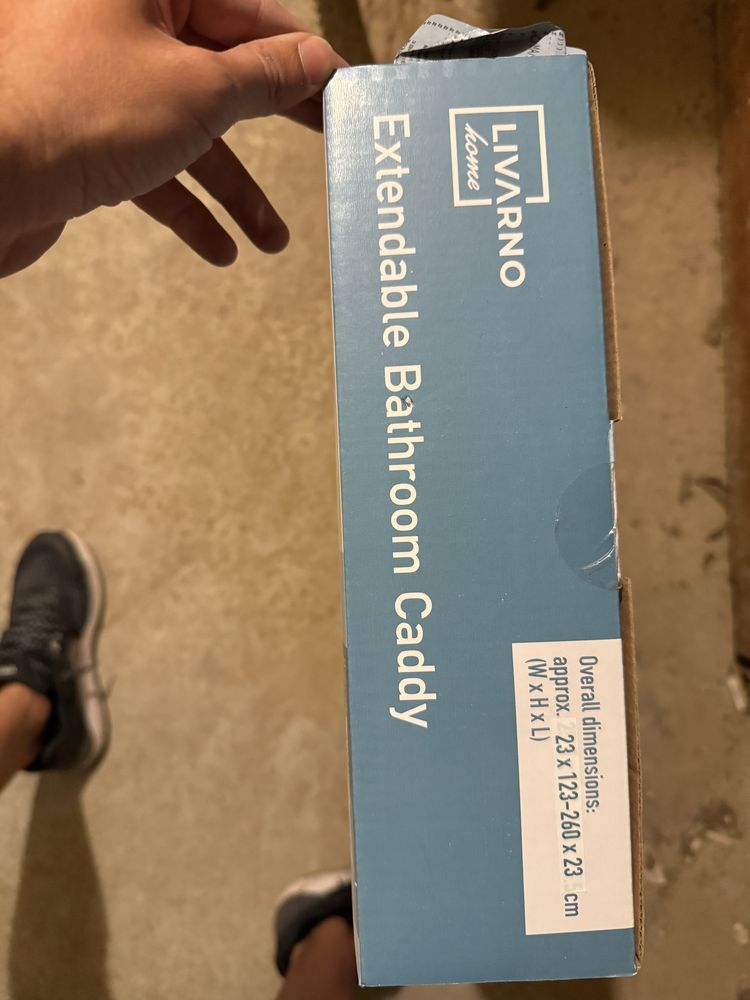 LIVARNO
home
Extendable Bathroom Caddy
Overall dimensions:
approx. 23 x 123-260 x 23 cm
(W x H x L)